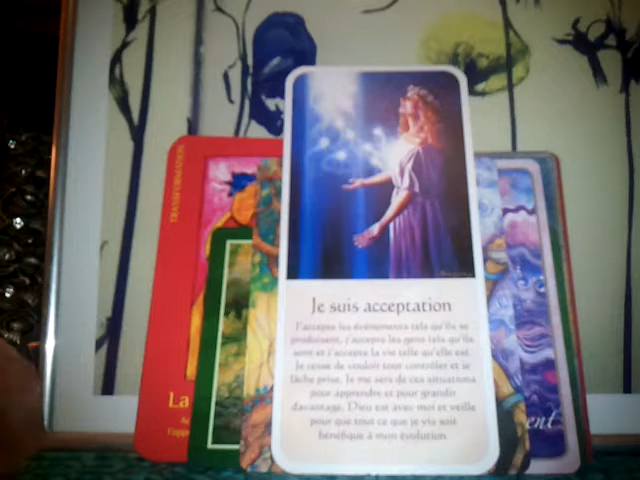 TRANSFORMATION
Je suis acceptation
J'accepte les événements tels qu'ils se
produisent, j'accepte les gens tels qu'ils
sont et j'accepte la vie telle qu'elle est.
Je cesse de vouloir tout contrôler et je
lâche prise. Je me sers de ces situations
pour apprendre et pour grandir
davantage. Dieu est avec moi et veille
pour que tout ce que je vis soit
bénéfique à mon évolution.
La
ent